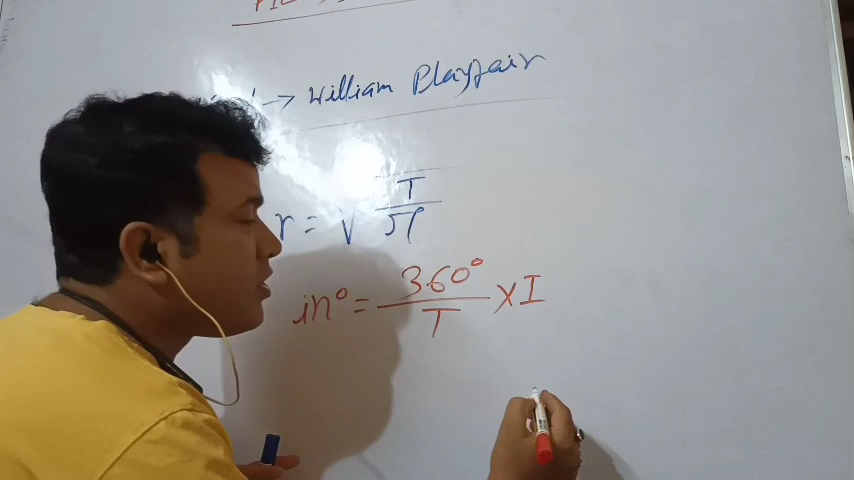 → William Playfair
r = √ T/π
in° = 360°/T × I